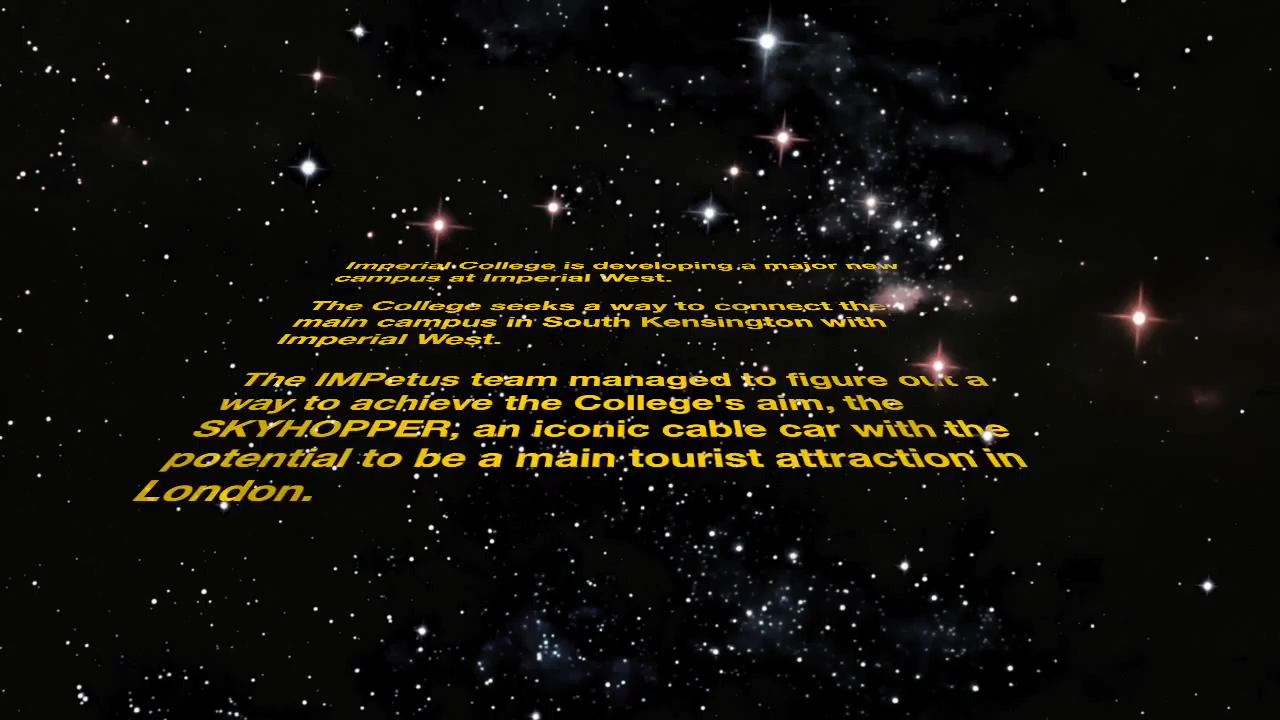 Imperial College is developing a major new
campus at Imperial West.
The College seeks a way to connect the
main campus in South Kensington with
Imperial West.
The IMPetus team managed to figure out a
way to achieve the College's aim, the
SKYHOPPER, an iconic cable car with the
potential to be a main tourist attraction in
London.